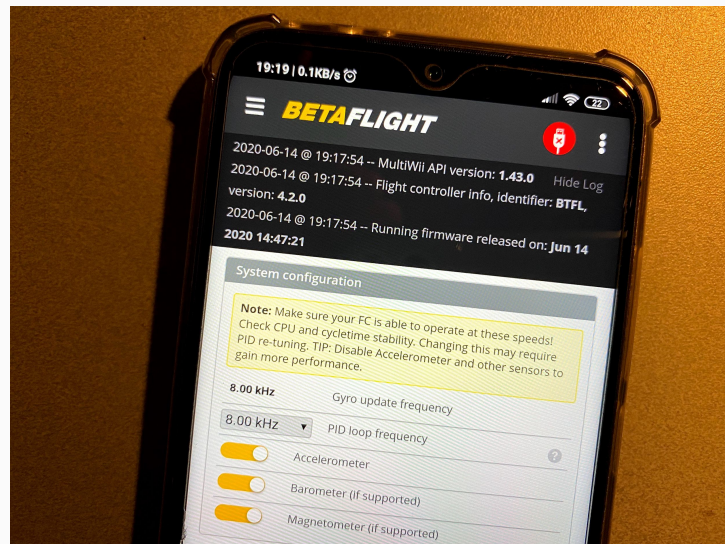 19:19 | 0.1KB/s
22
BETAFLIGHT
2020-06-14 @ 19:17:54 -- MultiWii API version: 1.43.0
Hide Log
2020-06-14 @ 19:17:54 -- Flight controller info, identifier: BTFL,
version: 4.2.0
2020-06-14 @ 19:17:54 -- Running firmware released on: Jun 14
2020 14:47:21
System configuration
Note: Make sure your FC is able to operate at these speeds!
Check CPU and cycletime stability. Changing this may require
PID re-tuning. TIP: Disable Accelerometer and other sensors to
gain more performance.
8.00 kHz Gyro update frequency
8.00 kHz PID loop frequency
?
Accelerometer
Barometer (if supported)
Magnetometer (if supported)